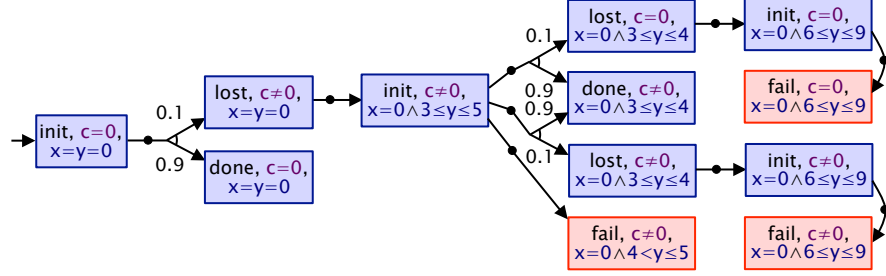 init, c=0,
x=y=0
0.1
0.9
lost, c≠0,
x=y=0
done, c=0,
x=y=0
init, c≠0,
x=0∧3≤y≤5
0.1
0.9
0.9
0.1
lost, c=0,
x=0∧3≤y≤4
done, c≠0,
x=0∧3≤y≤4
lost, c≠0,
x=0∧3≤y≤4
fail, c≠0,
x=0∧4<y≤5
init, c=0,
x=0∧6≤y≤9
fail, c=0,
x=0∧6≤y≤9
init, c≠0,
x=0∧6≤y≤9
fail, c≠0,
x=0∧6≤y≤9